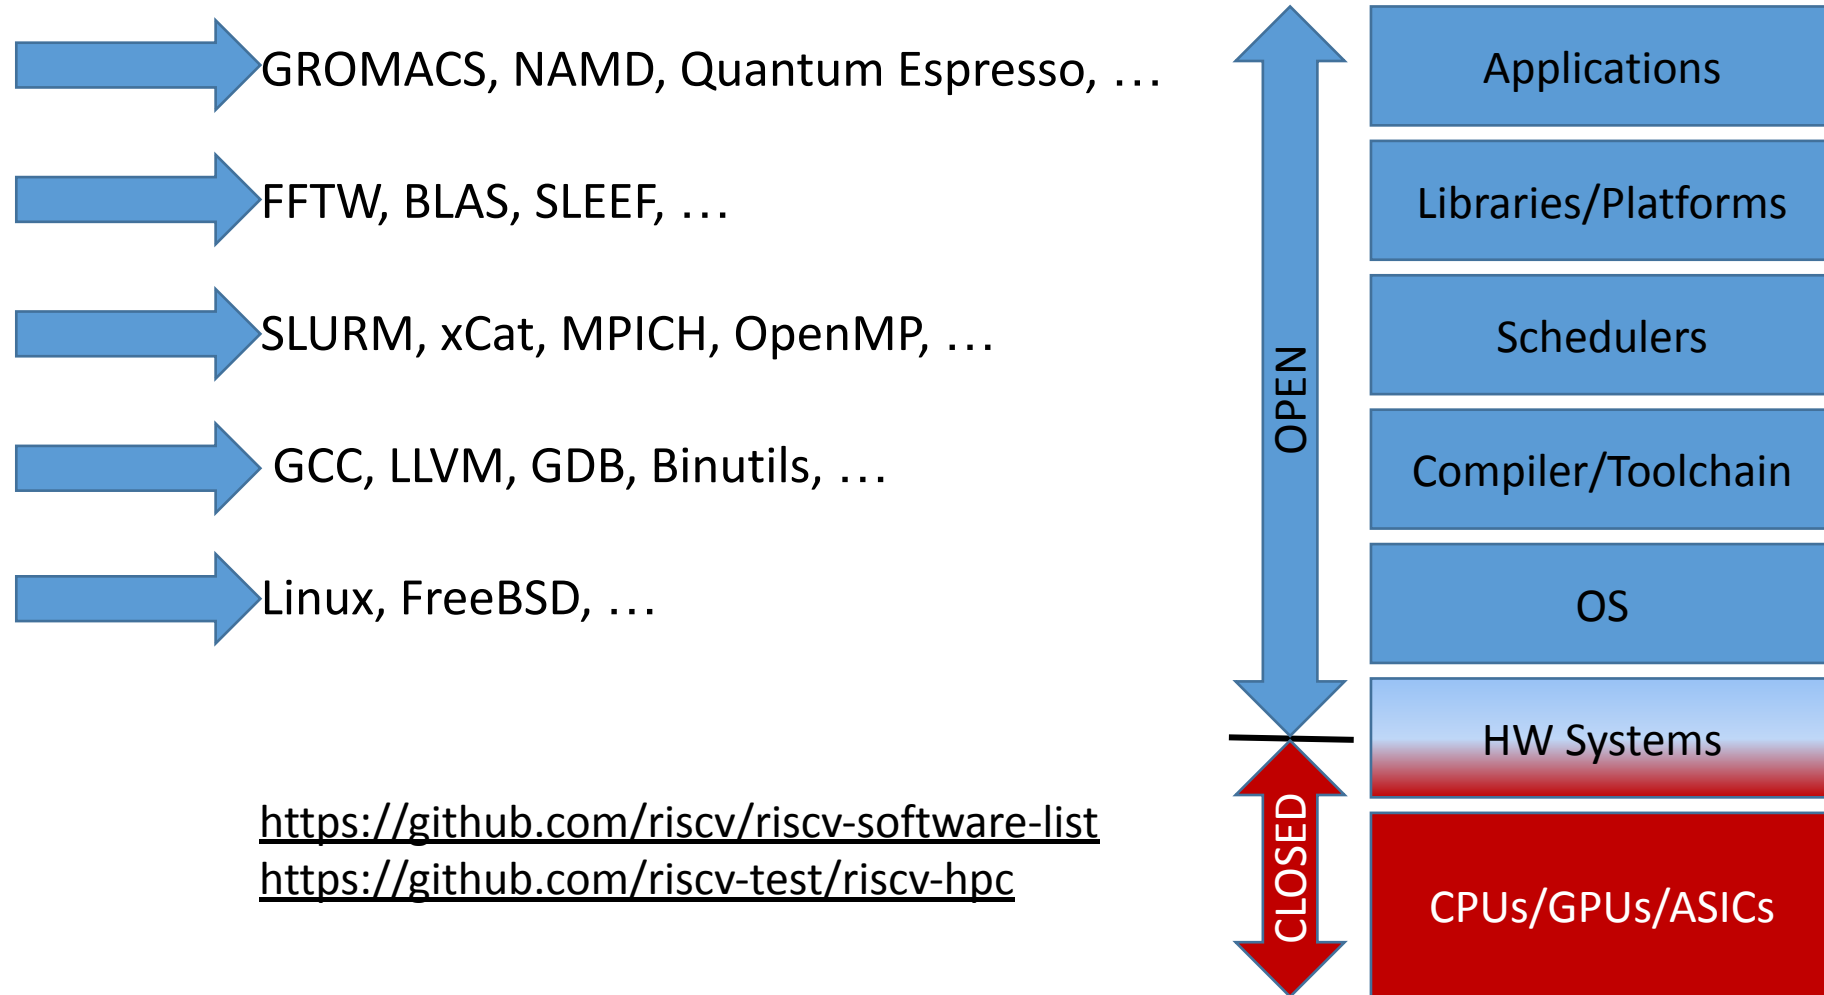 GROMACS, NAMD, Quantum Espresso, …
FFTW, BLAS, SLEEF, …
SLURM, xCat, MPICH, OpenMP, …
GCC, LLVM, GDB, Binutils, …
Linux, FreeBSD, …
https://github.com/riscv/riscv-software-list
https://github.com/riscv-test/riscv-hpc
OPEN
CLOSED
Applications
Libraries/Platforms
Schedulers
Compiler/Toolchain
OS
HW Systems
CPUs/GPUs/ASICs